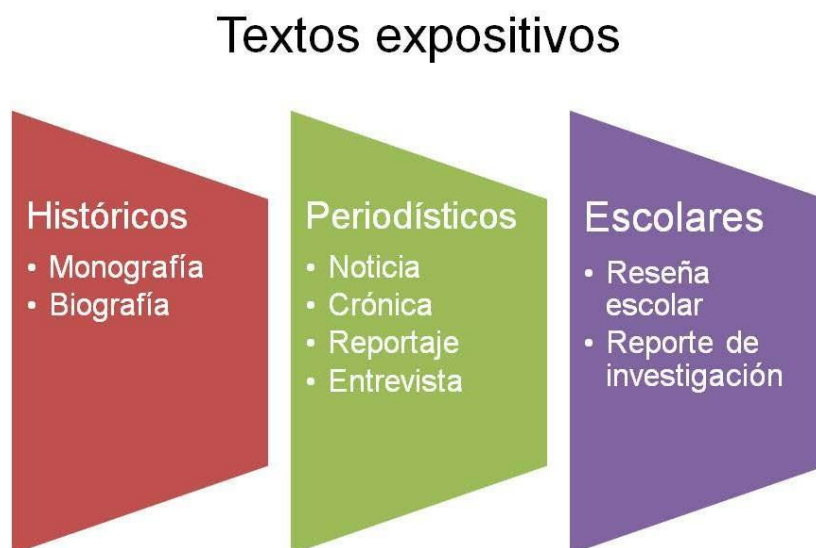 Textos expositivos
Históricos
• Monografía
• Biografía
Periodísticos
• Noticia
• Crónica
• Reportaje
• Entrevista
Escolares
• Reseña
escolar
• Reporte de
investigación